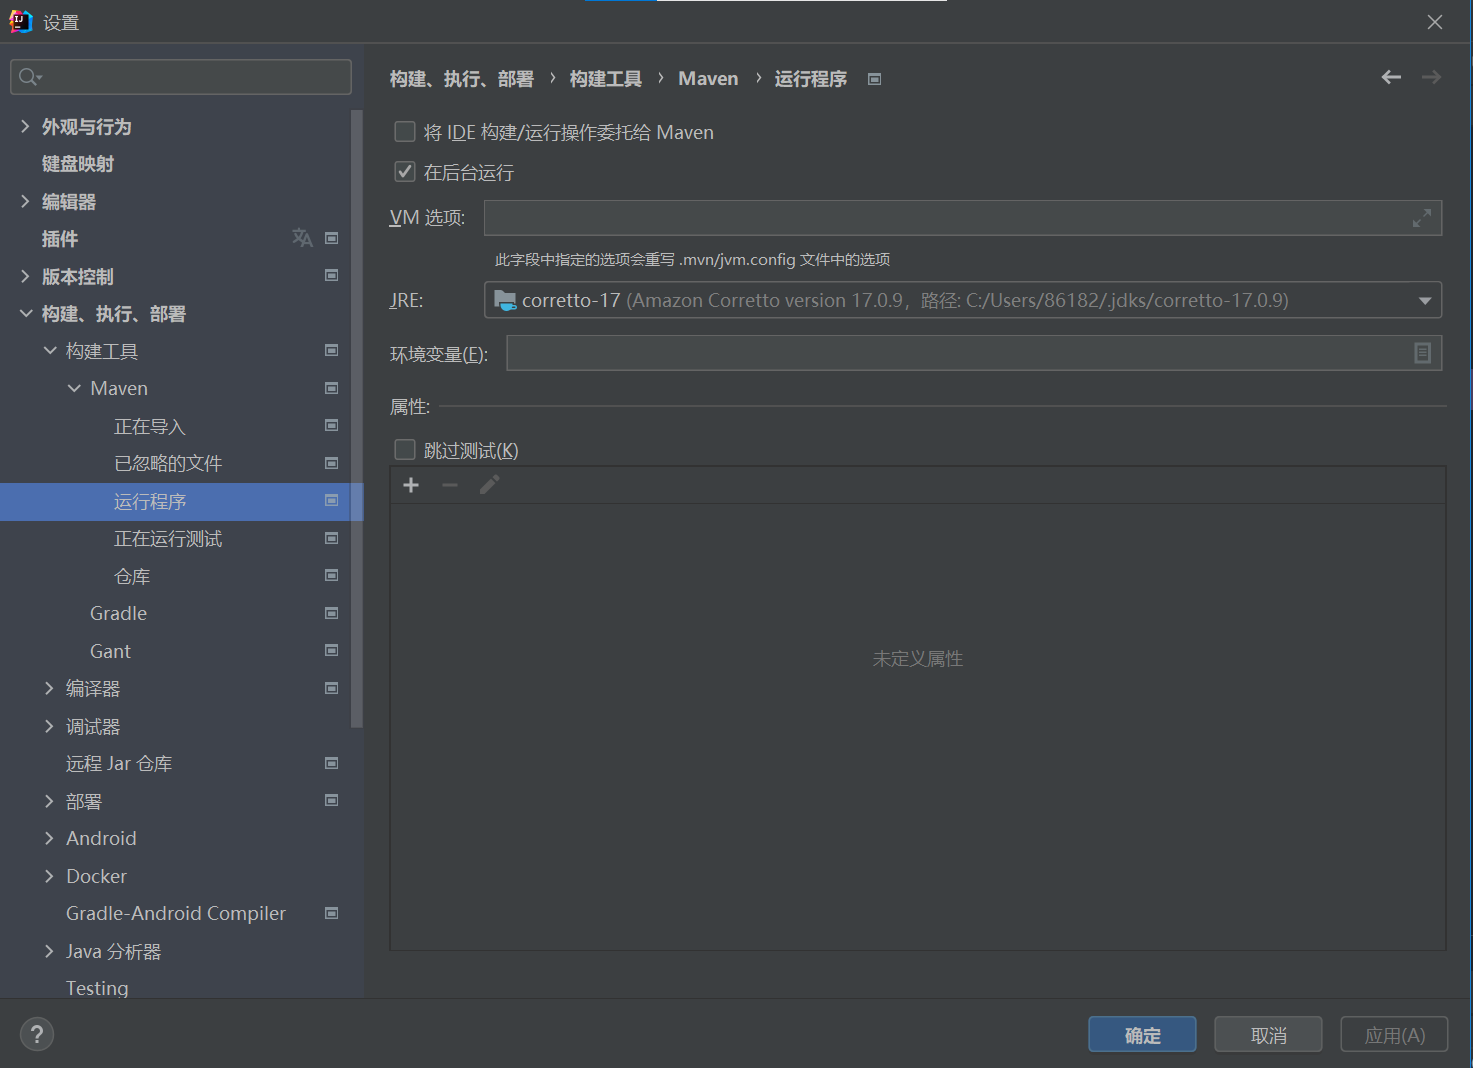 设置
外观与行为
键盘映射
编辑器
插件
版本控制
构建、执行、部署
构建工具
Maven
正在导入
已忽略的文件
运行程序
正在运行测试
仓库
Gradle
Gant
编译器
调试器
远程 Jar 仓库
部署
Android
Docker
Gradle-Android Compiler
Java 分析器
Testing
构建、执行、部署 › 构建工具 › Maven › 运行程序
将 IDE 构建/运行操作委托给 Maven
在后台运行
VM 选项:
此字段中指定的选项会重写 .mvn/jvm.config 文件中的选项
JRE: corretto-17 (Amazon Corretto version 17.0.9，路径: C:/Users/86182/.jdks/corretto-17.0.9)
环境变量(E):
属性:
跳过测试(K)
未定义属性
? 确定 取消 应用(A)